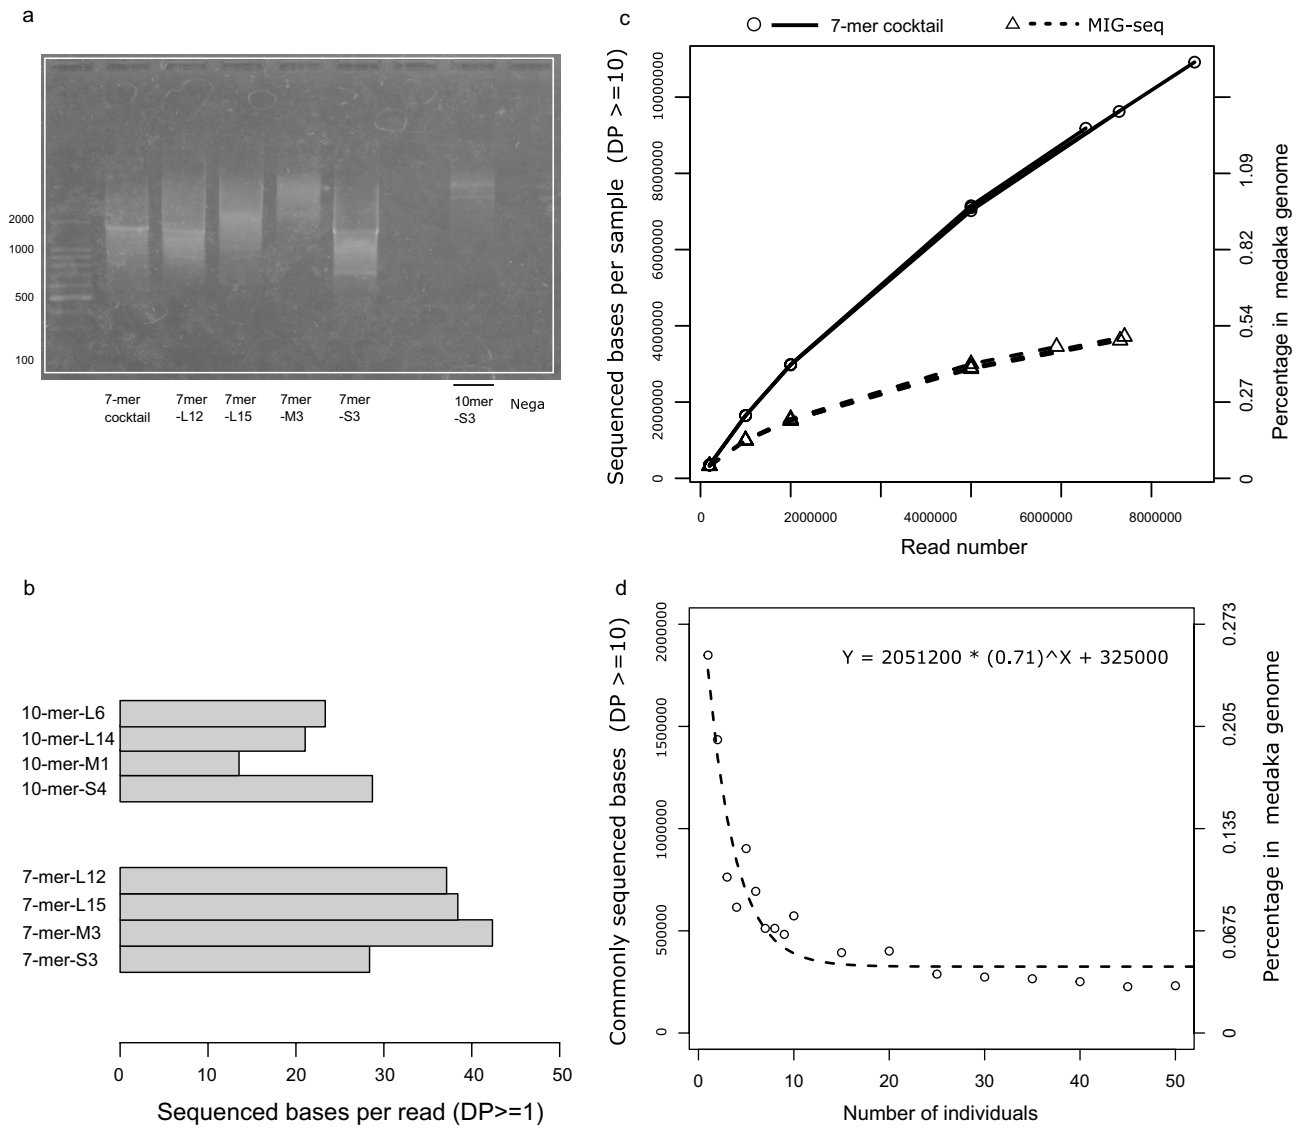 a
2000
1000
500
100
7-mer 7mer 7mer 7mer 7mer 10mer Nega
cocktail -L12 -L15 -M3 -S3 -S3
b
10-mer-L6
10-mer-L14
10-mer-M1
10-mer-S4
7-mer-L12
7-mer-L15
7-mer-M3
7-mer-S3
0 10 20 30 40 50
Sequenced bases per read (DP>=1)
c
7-mer cocktail MIG-seq
Sequenced bases per sample (DP >=10)
10000000
8000000
6000000
4000000
2000000
0
1.09
0.82
0.54
0.27
0
Percentage in medaka genome
0 2000000 4000000 6000000 8000000
Read number
d
Commonly sequenced bases (DP >=10)
2000000
1500000
1000000
500000
0
Y = 2051200 * (0.71)^X + 325000
0.273
0.205
0.135
0.0675
0
Percentage in medaka genome
0 10 20 30 40 50
Number of individuals